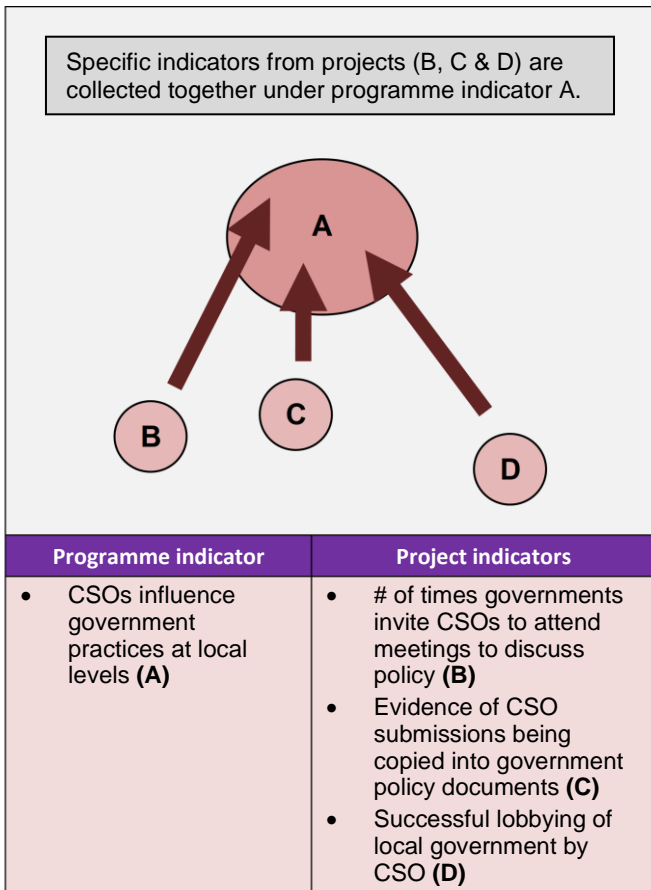 Specific indicators from projects (B, C & D) are
collected together under programme indicator A.
A
B
C
D
Programme indicator
• CSOs influence
government
practices at local
levels (A)
Project indicators
• # of times governments
invite CSOs to attend
meetings to discuss
policy (B)
• Evidence of CSO
submissions being
copied into government
policy documents (C)
• Successful lobbying of
local government by
CSO (D)